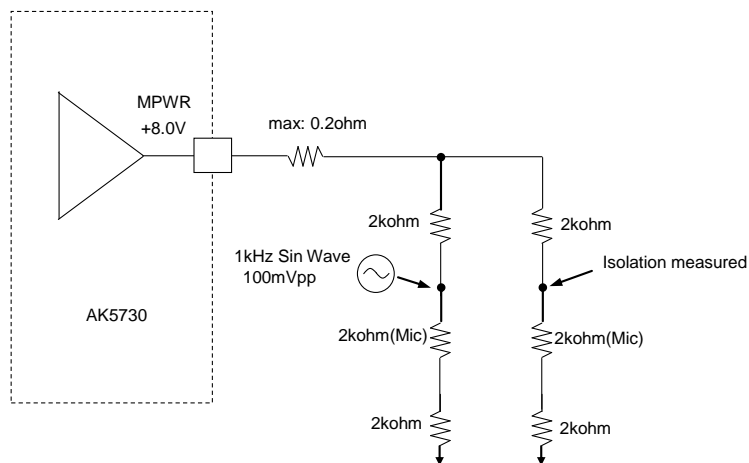 MPWR
+8.0V
max: 0.2ohm
2kohm
2kohm
1kHz Sin Wave
100mVpp
Isolation measured
AK5730
2kohm(Mic)
2kohm(Mic)
2kohm
2kohm